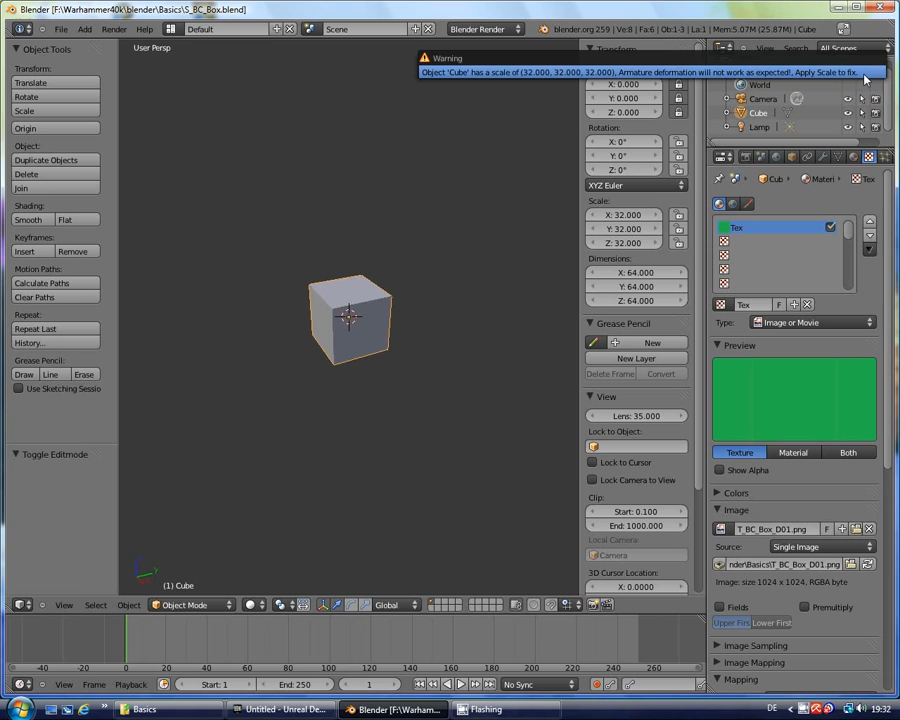 Blender [F:\Warhammer40k\blender\Basics\S_BC_Box.blend]
File Add Render Help Default Scene Blender Render blender.org 259 | Ve:8 | Fa:6 | Ob:1-3 | La:1 | Mem:5.07M (25.87M) | Cube
Object Tools
Transform:
Translate
Rotate
Scale
Origin
Object:
Duplicate Objects
Delete
Join
Shading:
Smooth Flat
Keyframes:
Insert Remove
Motion Paths:
Calculate Paths
Clear Paths
Repeat:
Repeat Last
History...
Grease Pencil:
Draw Line Erase
Use Sketching Sessio
Toggle Editmode
User Persp
(1) Cube
Warning
Object 'Cube' has a scale of (32.000, 32.000, 32.000), Armature deformation will not work as expected!, Apply Scale to fix.
Transform
X: 0.000
Y: 0.000
Z: 0.000
Rotation:
X: 0°
Y: 0°
Z: 0°
XYZ Euler
Scale:
X: 32.000
Y: 32.000
Z: 32.000
Dimensions:
X: 64.000
Y: 64.000
Z: 64.000
Grease Pencil
New
New Layer
Delete Frame Convert
View
Lens: 35.000
Lock to Object:
Lock to Cursor
Lock Camera to View
Clip:
Start: 0.100
End: 1000.000
Local Camera:
Camera
3D Cursor Location:
X: 0.0000
View Search All Scenes
World
Camera
Cube
Lamp
Cub Materi Tex
Tex
Tex F
Type: Image or Movie
Preview
Texture Material Both
Show Alpha
Colors
Image
T_BC_Box_D01.png F
Source: Single Image
nder\Basics\T_BC_Box_D01.png
Image: size 1024 x 1024, RGBA byte
Fields Premultiply
Upper Firs Lower First
Image Sampling
Image Mapping
Mapping
View Select Object Object Mode Global
-40 -20 0 20 40 60 80 100 120 140 160 180 200 220 240 260
View Frame Playback Start: 1 End: 250 1 No Sync
Basics Untitled - Unreal De... Blender [F:\Warham... Flashing DE 19:32